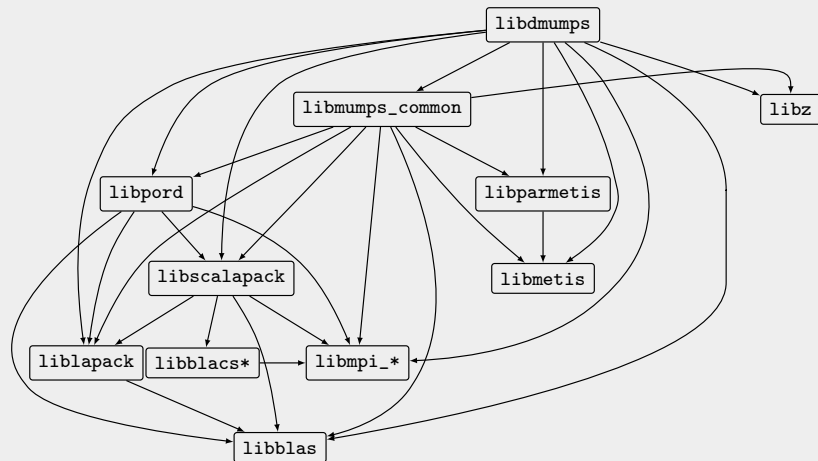 libdmumps
libmumps_common
libz
libpord
libparmetis
libscalapack
libmetis
liblapack
libblacs*
libmpi_*
libblas